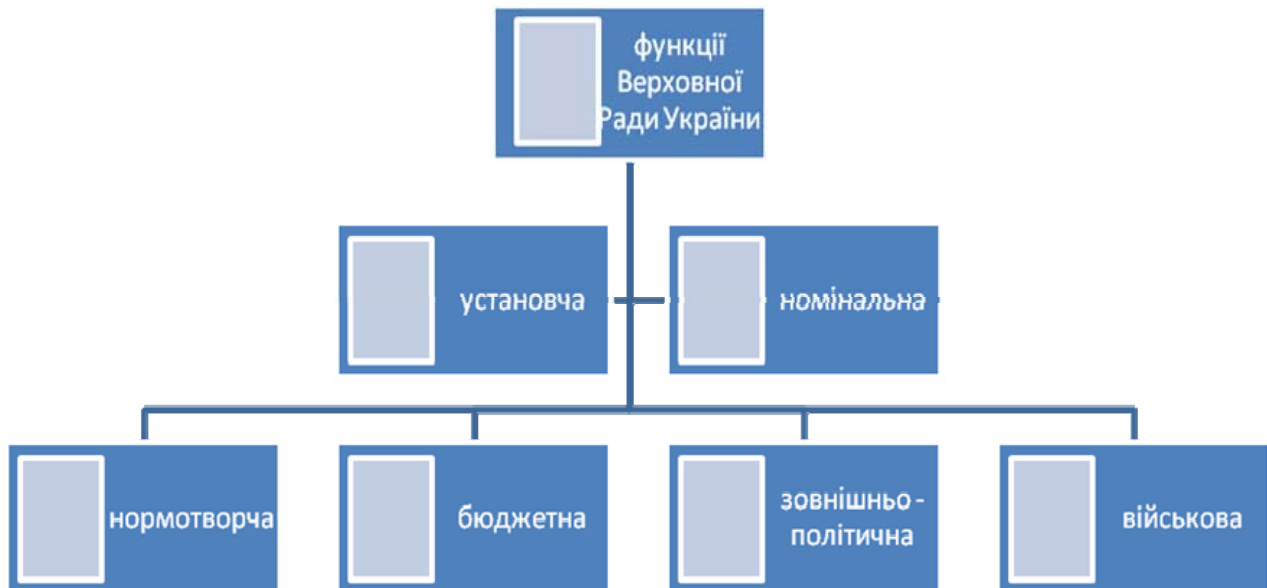 функції
Верховної
Ради України
установча
номінальна
нормотворча
бюджетна
зовнішньо-
політична
військова